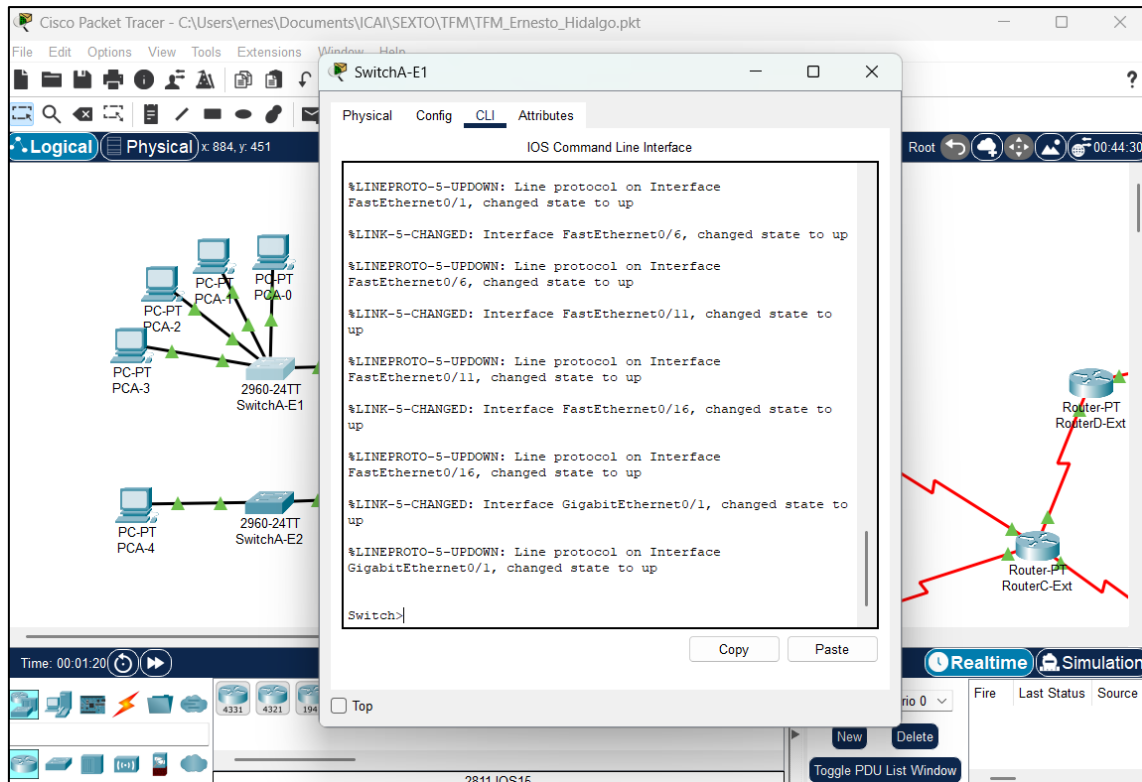 Cisco Packet Tracer - C:\Users\ernes\Documents\ICAI\SEXTO\TFM\TFM_Ernesto_Hidalgo.pkt
File Edit Options View Tools Extensions Window Help
SwitchA-E1
?
Physical Config CLI Attributes
Logical Physical x: 884, y: 451
Root 00:44:30
IOS Command Line Interface
%LINEPROTO-5-UPDOWN: Line protocol on Interface
FastEthernet0/1, changed state to up
%LINK-5-CHANGED: Interface FastEthernet0/6, changed state to up
%LINEPROTO-5-UPDOWN: Line protocol on Interface
FastEthernet0/6, changed state to up
%LINK-5-CHANGED: Interface FastEthernet0/11, changed state to
up
%LINEPROTO-5-UPDOWN: Line protocol on Interface
FastEthernet0/11, changed state to up
%LINK-5-CHANGED: Interface FastEthernet0/16, changed state to
up
%LINEPROTO-5-UPDOWN: Line protocol on Interface
FastEthernet0/16, changed state to up
%LINK-5-CHANGED: Interface GigabitEthernet0/1, changed state to
up
%LINEPROTO-5-UPDOWN: Line protocol on Interface
GigabitEthernet0/1, changed state to up
Switch>
Copy Paste
Top
PC-PT
PCA-0
PC-PT
PCA-1
PC-PT
PCA-2
PC-PT
PCA-3
2960-24TT
SwitchA-E1
PC-PT
PCA-4
2960-24TT
SwitchA-E2
Router-PT
RouterD-Ext
Router-PT
RouterC-Ext
Time: 00:01:20
Realtime Simulation
4331 4321 194
rio 0
Fire Last Status Source
New Delete
Toggle PDU List Window
2811 IOS15